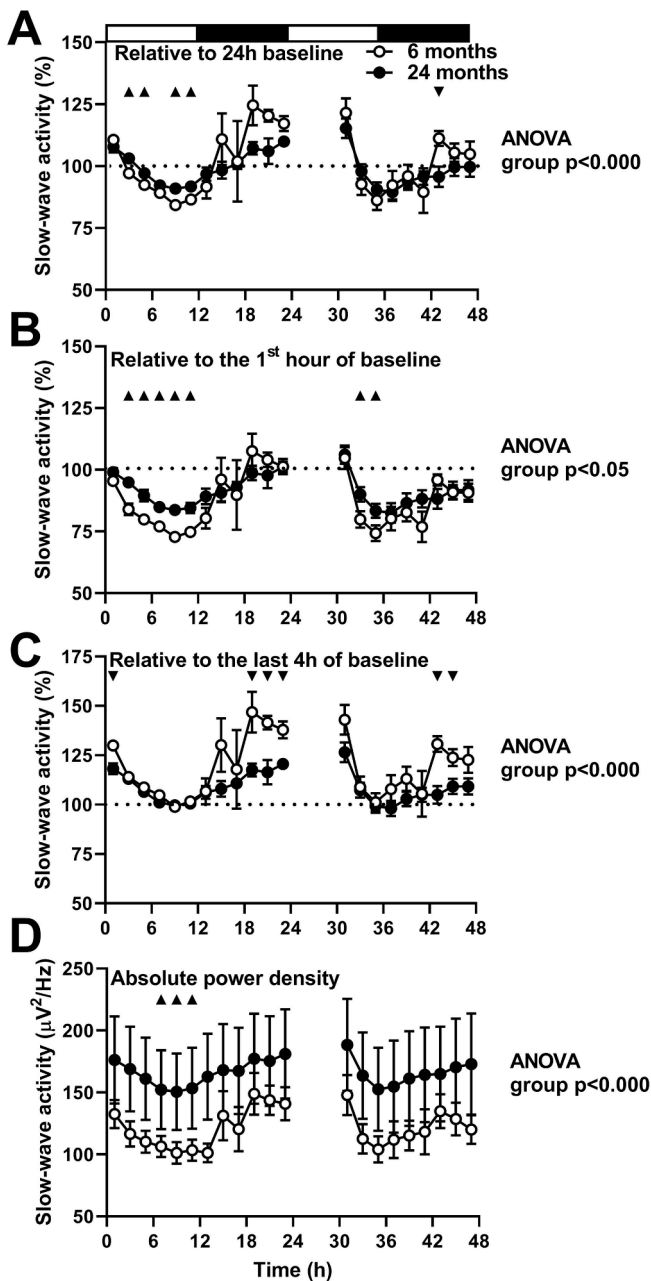 A
Relative to 24h baseline
6 months
24 months
Slow-wave activity (%)
150
125
100
75
50
0 6 12 18 24 30 36 42 48
ANOVA
group p<0.000
B
Relative to the 1st hour of baseline
Slow-wave activity (%)
150
125
100
75
50
0 6 12 18 24 30 36 42 48
ANOVA
group p<0.05
C
Relative to the last 4h of baseline
Slow-wave activity (%)
175
150
125
100
75
50
0 6 12 18 24 30 36 42 48
ANOVA
group p<0.000
D
Absolute power density
Slow-wave activity (μV2/Hz)
250
200
150
100
50
0 6 12 18 24 30 36 42 48
Time (h)
ANOVA
group p<0.000